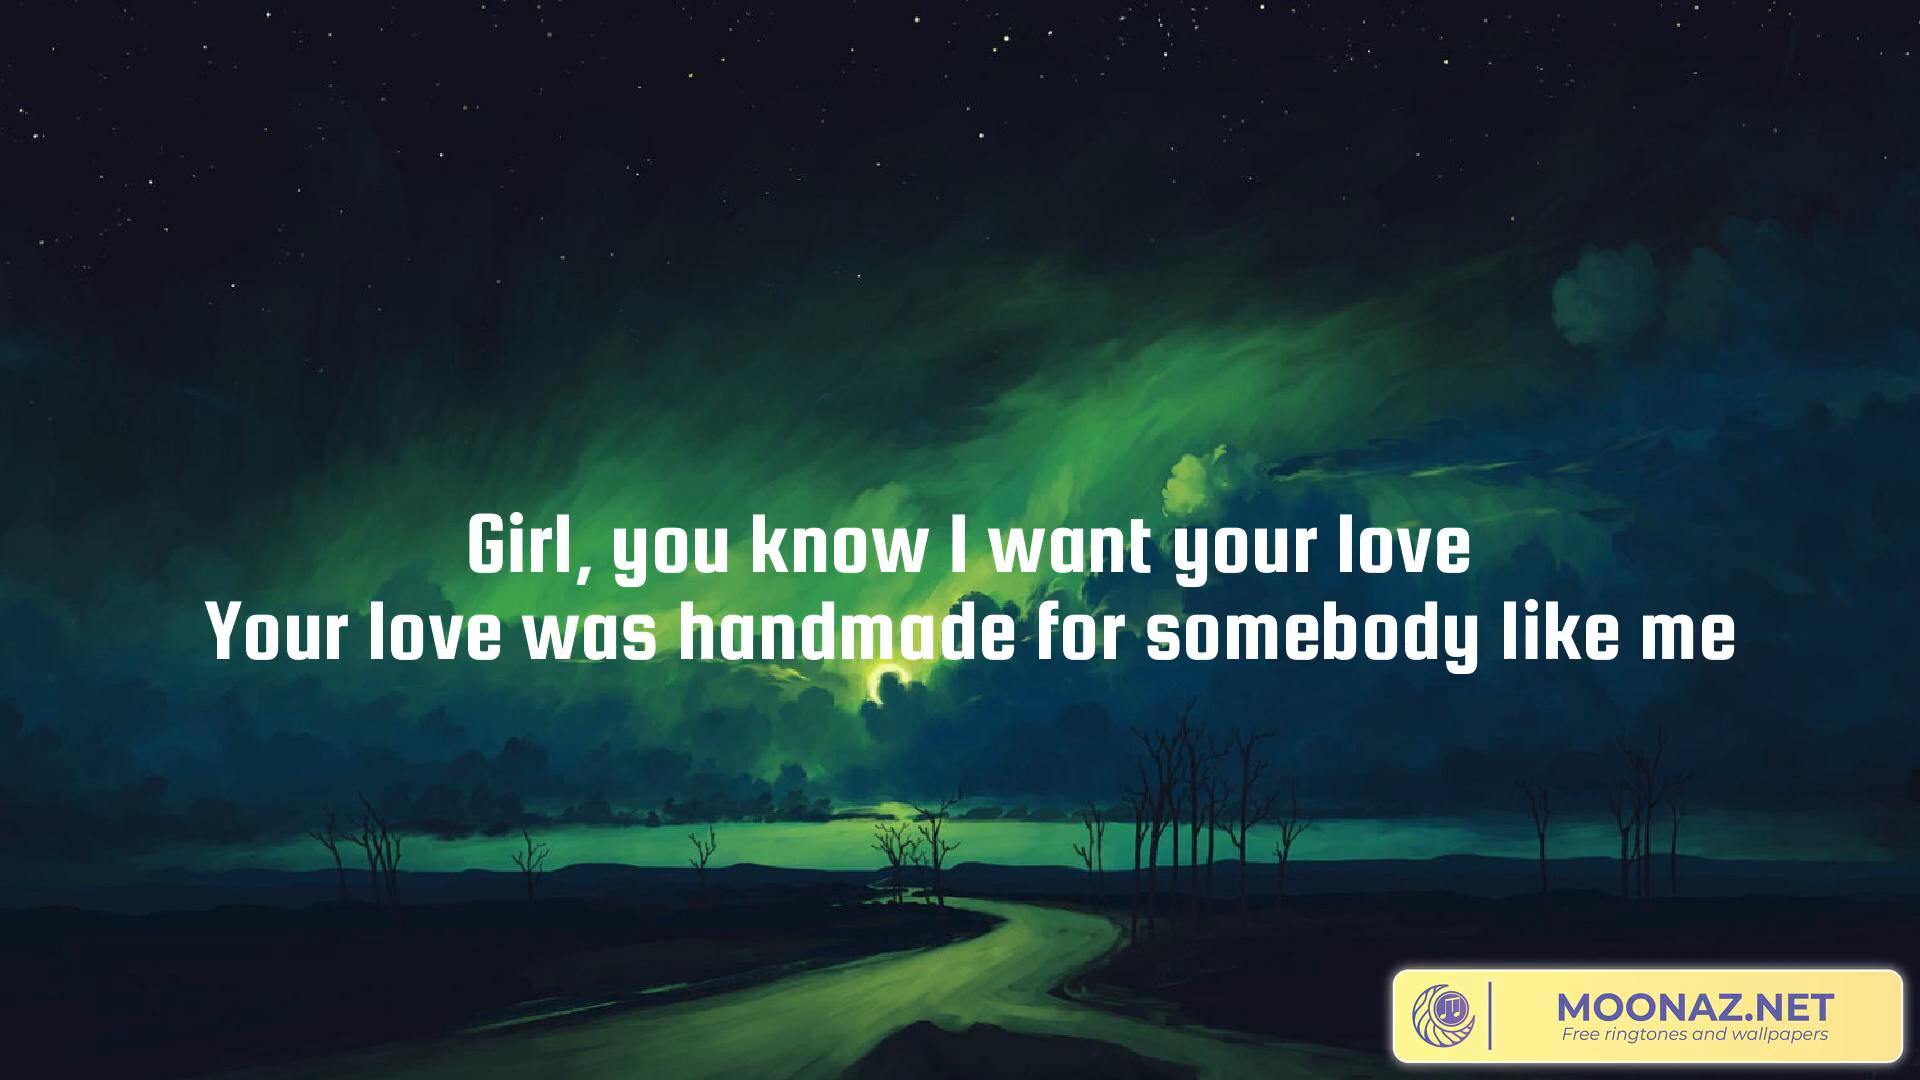 Girl, you know I want your love
Your love was handmade for somebody like me
MOONAZ.NET
Free ringtones and wallpapers